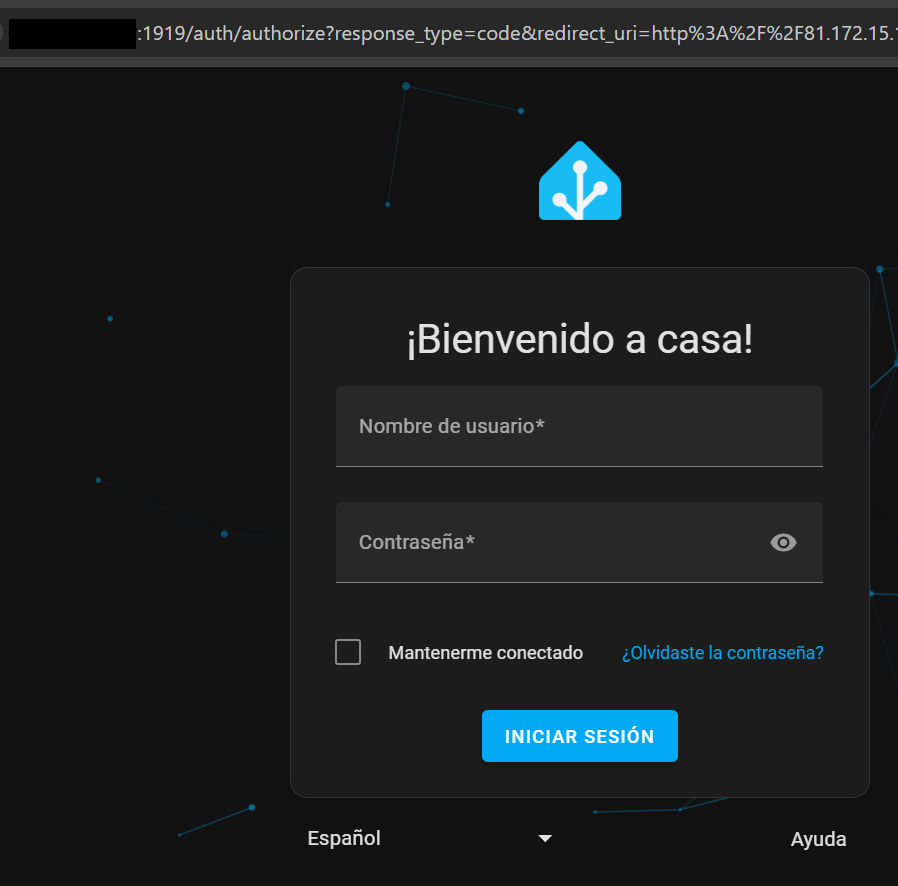 :1919/auth/authorize?response_type=code&redirect_uri=http%3A%2F%2F81.172.15.
¡Bienvenido a casa!
Nombre de usuario*
Contraseña*
Mantenerme conectado ¿Olvidaste la contraseña?
INICIAR SESIÓN
Español Ayuda